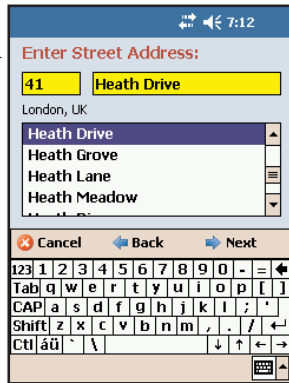 7:12
Enter Street Address:
41 Heath Drive
London, UK
Heath Drive
Heath Grove
Heath Lane
Heath Meadow
Cancel Back Next
123 1 2 3 4 5 6 7 8 9 0 - =
Tab q w e r t y u i o p [ ]
CAP a s d f g h j k l ; '
Shift z x c v b n m , . /
Ctl áü ` \